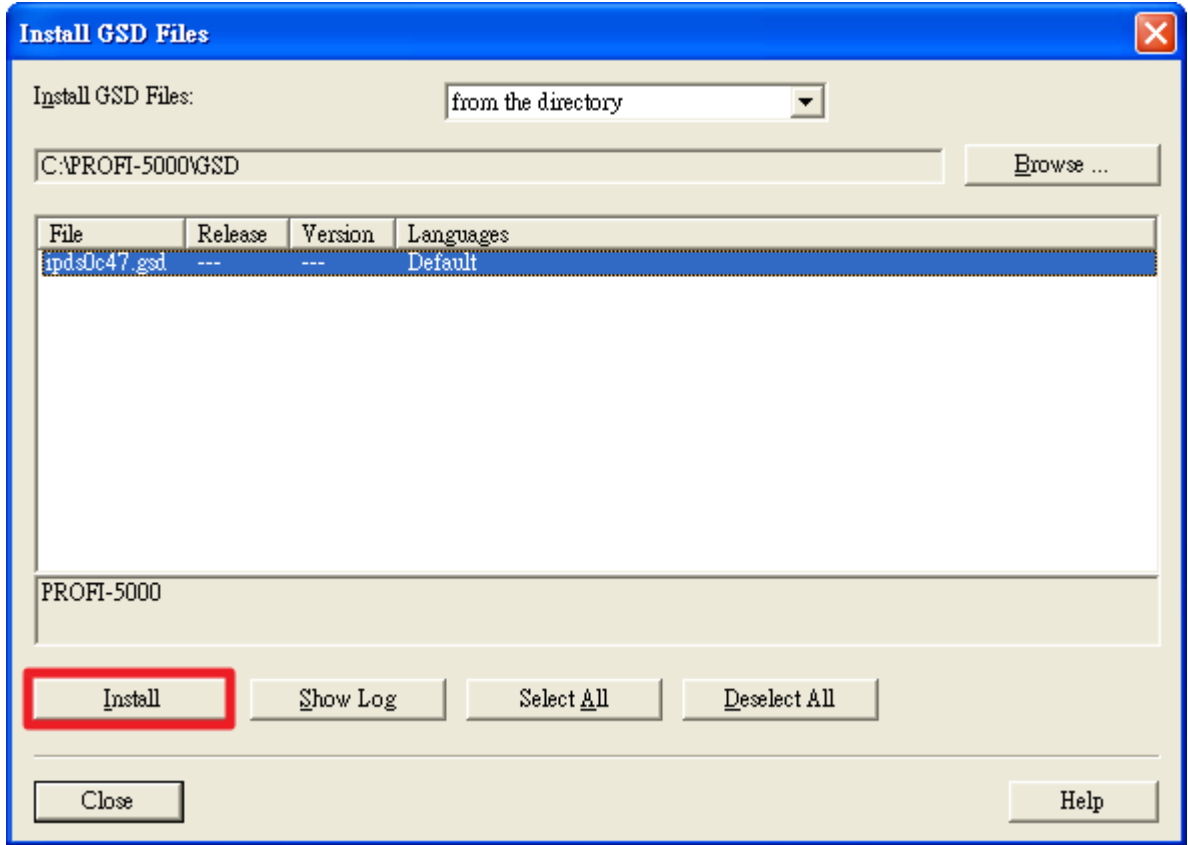 Install GSD Files
Install GSD Files: from the directory
C:\PROFI-5000\GSD Browse ...
File Release Version Languages
ipds0c47.gsd --- --- Default
PROFI-5000
Install Show Log Select All Deselect All
Close Help